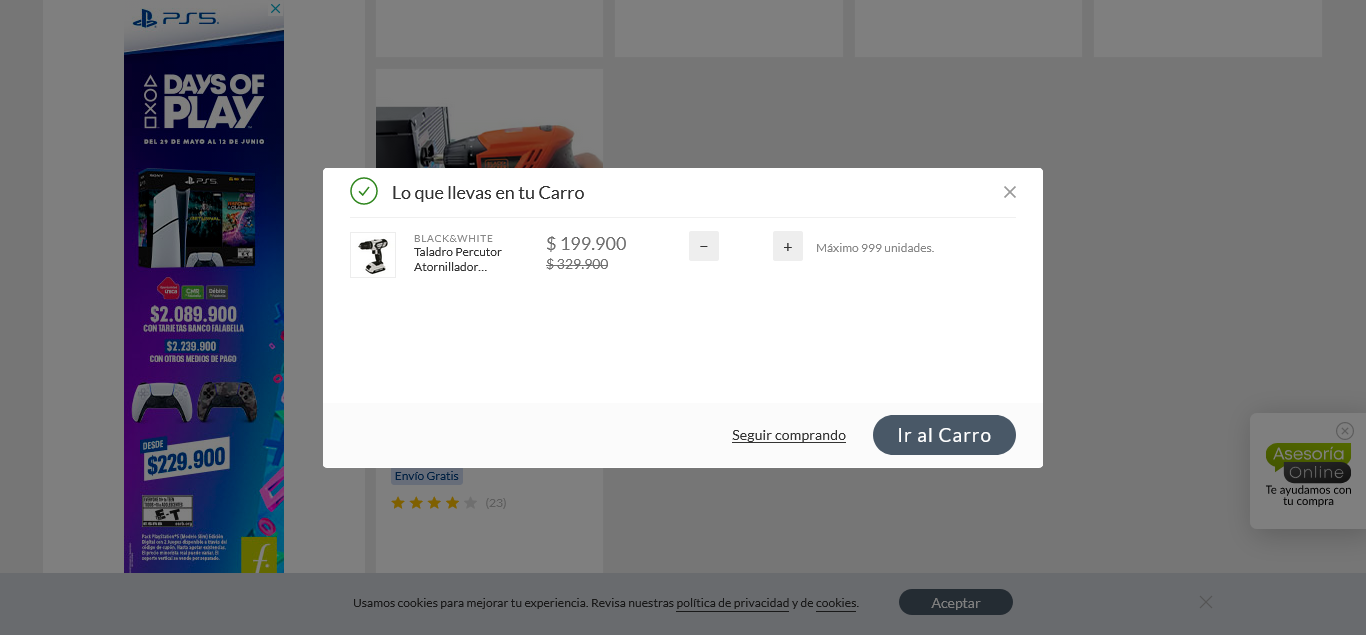 PS5
DAYS OF
PLAY
DEL 29 DE MAYO AL 12 DE JUNIO
$2.089.900
CON TARJETAS BANCO FALABELLA
$2.239.900
CON OTROS MEDIOS DE PAGO
DESDE
$229.900
Lo que llevas en tu Carro
BLACK&WHITE
Taladro Percutor
Atornillador...
$ 199.900
$ 329.900
−
+
Máximo 999 unidades.
Seguir comprando
Ir al Carro
Envío Gratis
(23)
Asesoría
Online
Te ayudamos con
tu compra
Usamos cookies para mejorar tu experiencia. Revisa nuestras política de privacidad y de cookies.
Aceptar